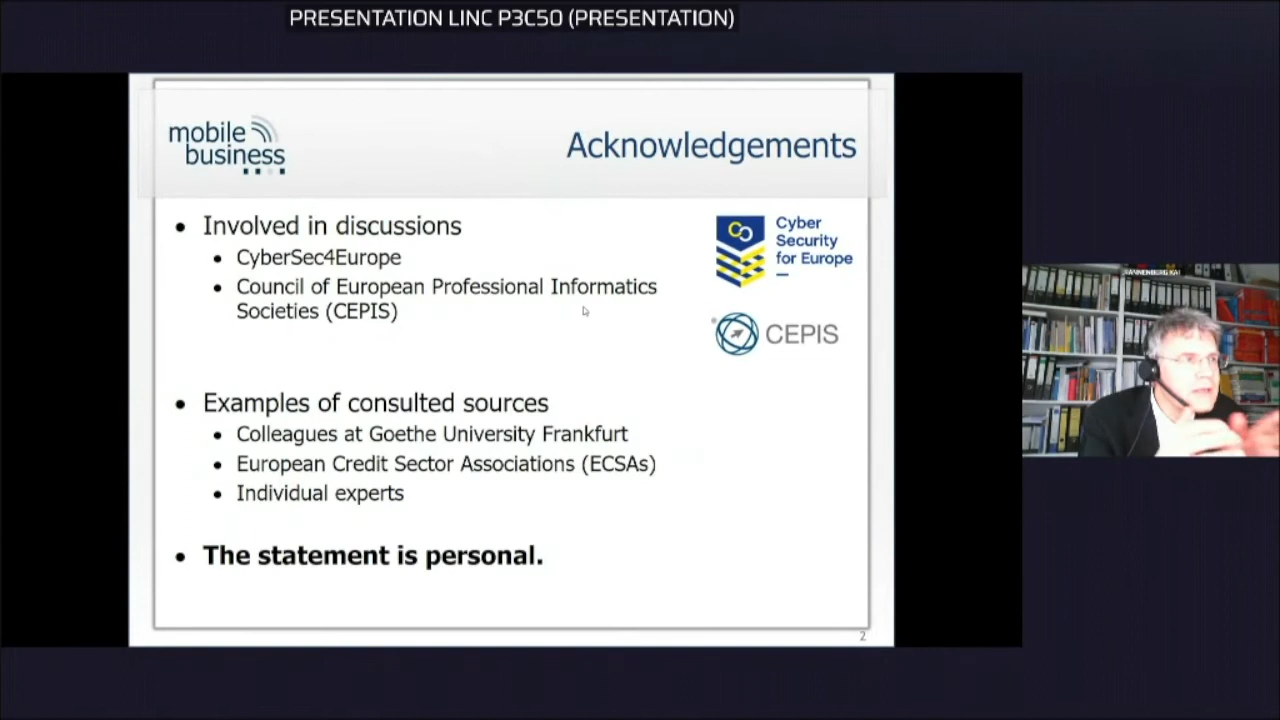 PRESENTATION LINC P3C50 (PRESENTATION)
mobile
business
Acknowledgements
• Involved in discussions
• CyberSec4Europe
• Council of European Professional Informatics
Societies (CEPIS)
Cyber
Security
for Europe
CEPIS
• Examples of consulted sources
• Colleagues at Goethe University Frankfurt
• European Credit Sector Associations (ECSAs)
• Individual experts
• The statement is personal.
2